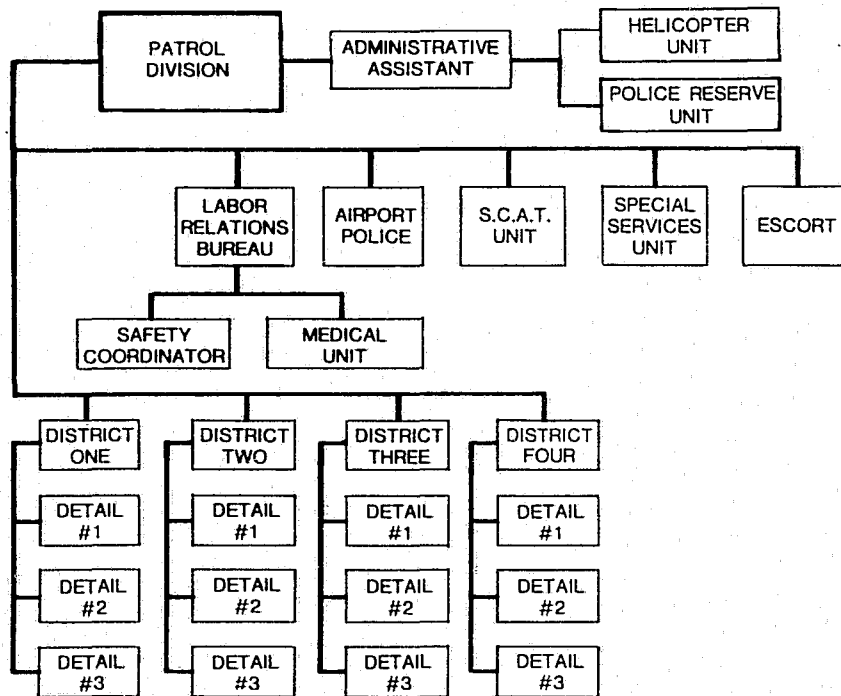 PATROL
DIVISION
ADMINISTRATIVE
ASSISTANT
HELICOPTER
UNIT
POLICE RESERVE
UNIT
LABOR
RELATIONS
BUREAU
AIRPORT
POLICE
S.C.A.T.
UNIT
SPECIAL
SERVICES
UNIT
ESCORT
SAFETY
COORDINATOR
MEDICAL
UNIT
DISTRICT
ONE
DISTRICT
TWO
DISTRICT
THREE
DISTRICT
FOUR
DETAIL
#1
DETAIL
#1
DETAIL
#1
DETAIL
#1
DETAIL
#2
DETAIL
#2
DETAIL
#2
DETAIL
#2
DETAIL
#3
DETAIL
#3
DETAIL
#3
DETAIL
#3